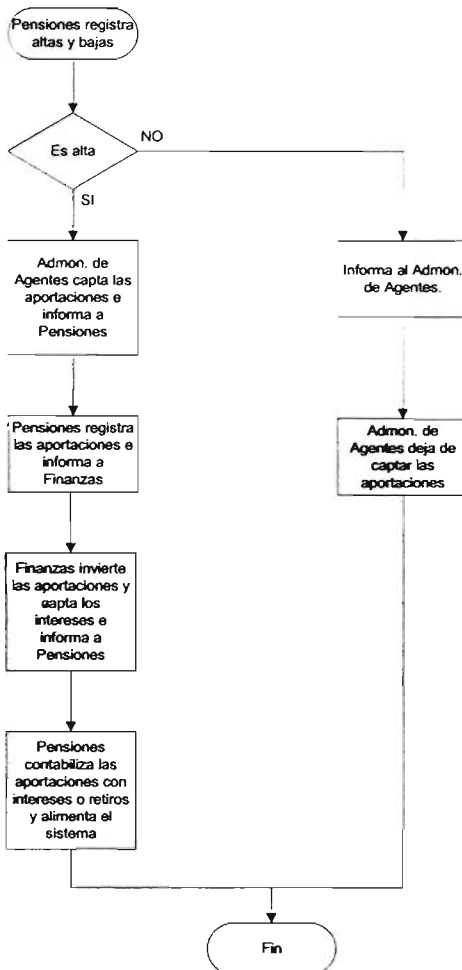 Pensiones registra
altas y bajas
Es alta
NO
SI
Admon. de
Agentes capta las
aportaciones e
informa a
Pensiones
Informa al Admon.
de Agentes.
Pensiones registra
las aportaciones e
informa a
Finanzas
Admon. de
Agentes deja de
captar las
aportaciones
Finanzas invierte
las aportaciones y
capta los
intereses e
informa a
Pensiones
Pensiones
contabiliza las
aportaciones con
intereses o retiros
y alimenta el
sistema
Fin